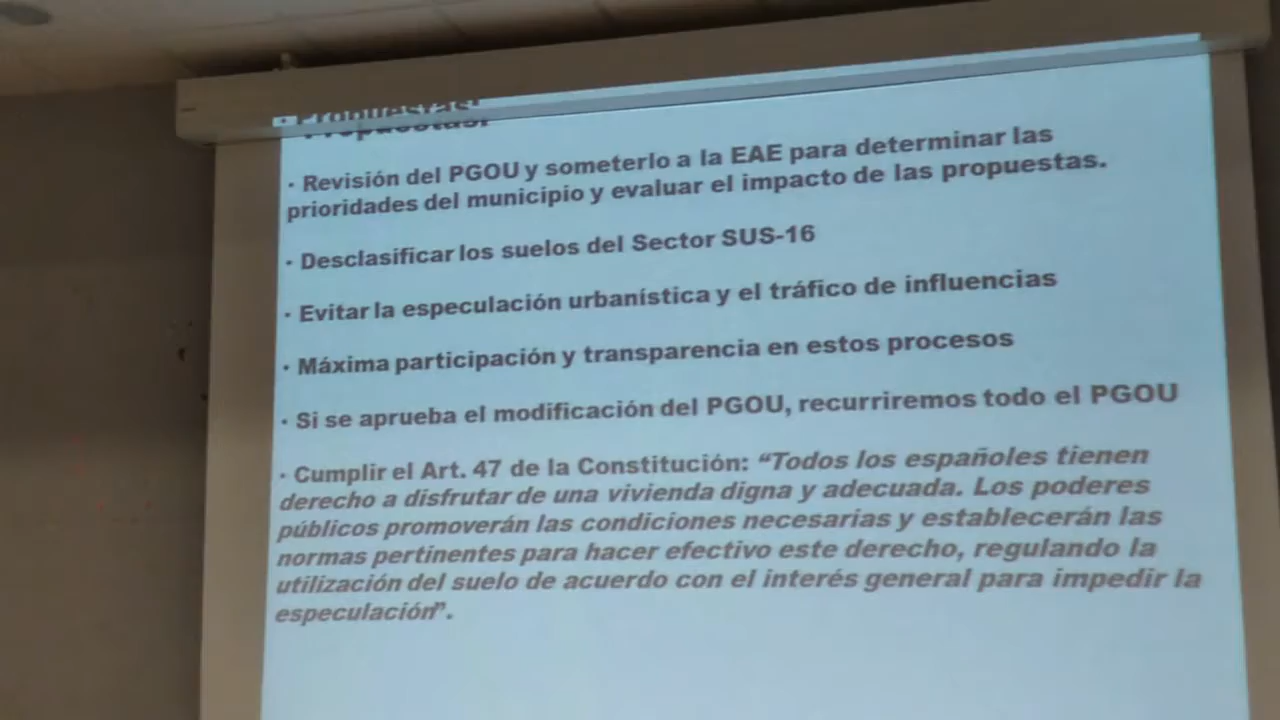 · Propuestas:
· Revisión del PGOU y someterlo a la EAE para determinar las
prioridades del municipio y evaluar el impacto de las propuestas.
· Desclasificar los suelos del Sector SUS-16
· Evitar la especulación urbanística y el tráfico de influencias
· Máxima participación y transparencia en estos procesos
· Si se aprueba el modificación del PGOU, recurriremos todo el PGOU
· Cumplir el Art. 47 de la Constitución: “Todos los españoles tienen
derecho a disfrutar de una vivienda digna y adecuada. Los poderes
públicos promoverán las condiciones necesarias y establecerán las
normas pertinentes para hacer efectivo este derecho, regulando la
utilización del suelo de acuerdo con el interés general para impedir la
especulación”.